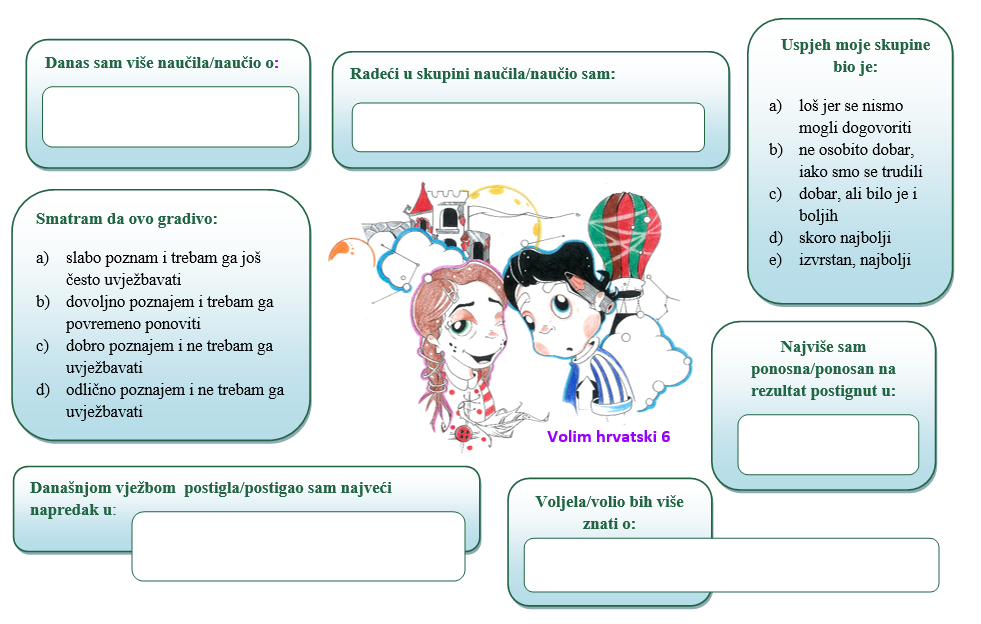 Danas sam više naučila/naučio o:
Radeći u skupini naučila/naučio sam:
Uspjeh moje skupine
bio je:
a) loš jer se nismo
mogli dogovoriti
b) ne osobito dobar,
iako smo se trudili
c) dobar, ali bilo je i
boljih
d) skoro najbolji
e) izvrstan, najbolji
Smatram da ovo gradivo:
a) slabo poznam i trebam ga još
često uvježbavati
b) dovoljno poznajem i trebam ga
povremeno ponoviti
c) dobro poznajem i ne trebam ga
uvježbavati
d) odlično poznajem i ne trebam ga
uvježbavati
Najviše sam
ponosna/ponosan na
rezultat postignut u:
Volim hrvatski 6
Današnjom vježbom postigla/postigao sam najveći
napredak u:
Voljela/volio bih više
znati o: